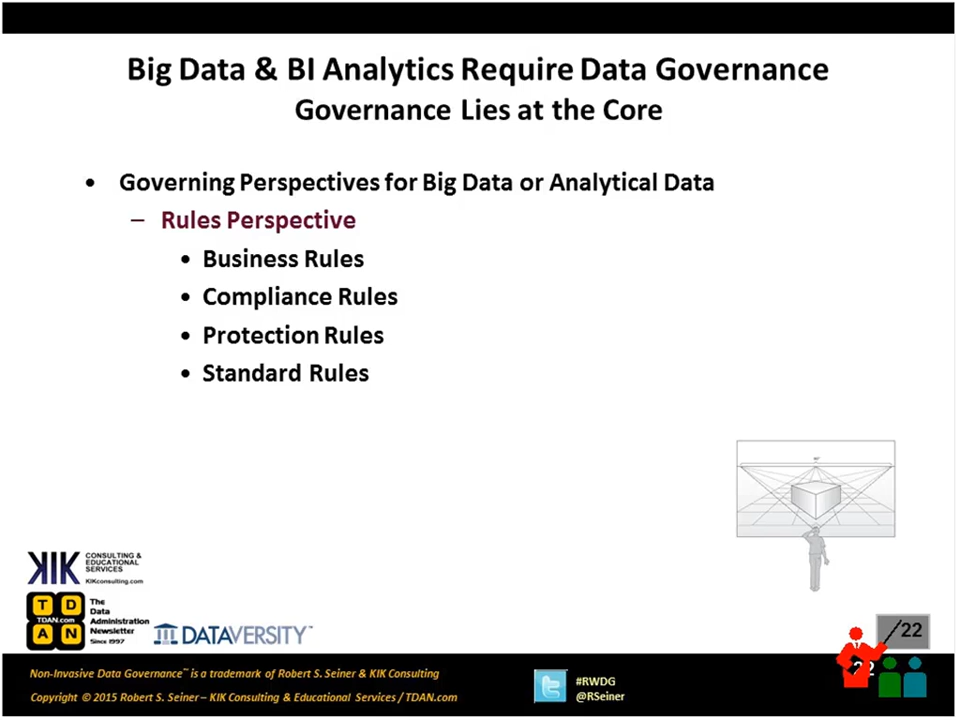 Big Data & BI Analytics Require Data Governance
Governance Lies at the Core
• Governing Perspectives for Big Data or Analytical Data
– Rules Perspective
• Business Rules
• Compliance Rules
• Protection Rules
• Standard Rules
KIK CONSULTING &
EDUCATIONAL
SERVICES
KIKconsulting.com
T D
TDAN.com
A N
The
Data
Administration
Newsletter
Since 1997
DATAVERSITY™
/22
22
Non-Invasive Data Governance™ is a trademark of Robert S. Seiner & KIK Consulting
Copyright © 2015 Robert S. Seiner – KIK Consulting & Educational Services / TDAN.com
#RWDG
@RSeiner